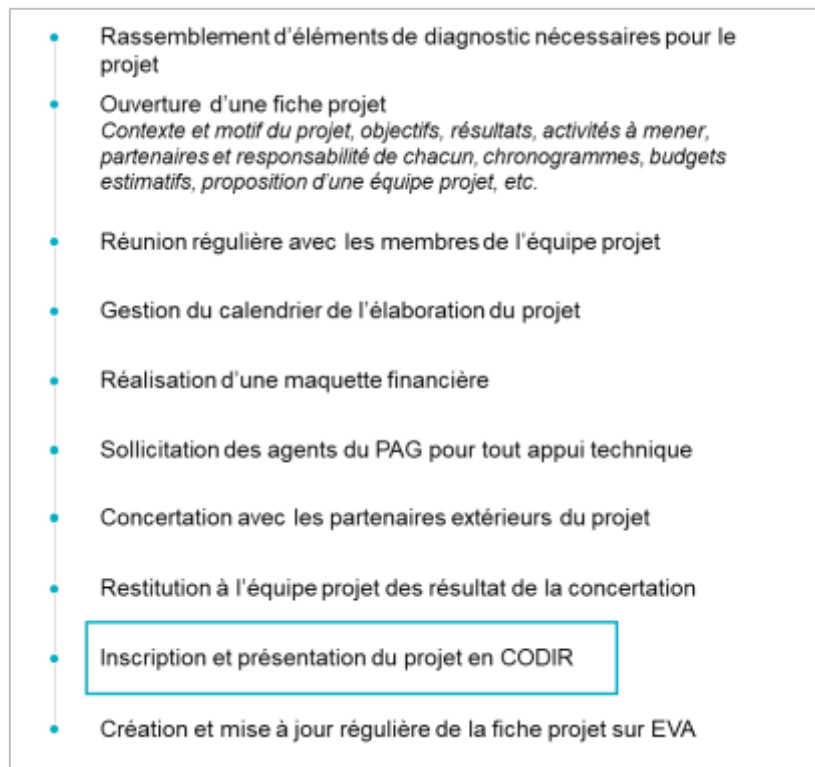 Rassemblement d'éléments de diagnostic nécessaires pour le
projet
Ouverture d'une fiche projet
Contexte et motif du projet, objectifs, résultats, activités à mener,
partenaires et responsabilité de chacun, chronogrammes, budgets
estimatifs, proposition d'une équipe projet, etc.
Réunion régulière avec les membres de l'équipe projet
Gestion du calendrier de l'élaboration du projet
Réalisation d'une maquette financière
Sollicitation des agents du PAG pour tout appui technique
Concertation avec les partenaires extérieurs du projet
Restitution à l'équipe projet des résultat de la concertation
Inscription et présentation du projet en CODIR
Création et mise à jour régulière de la fiche projet sur EVA